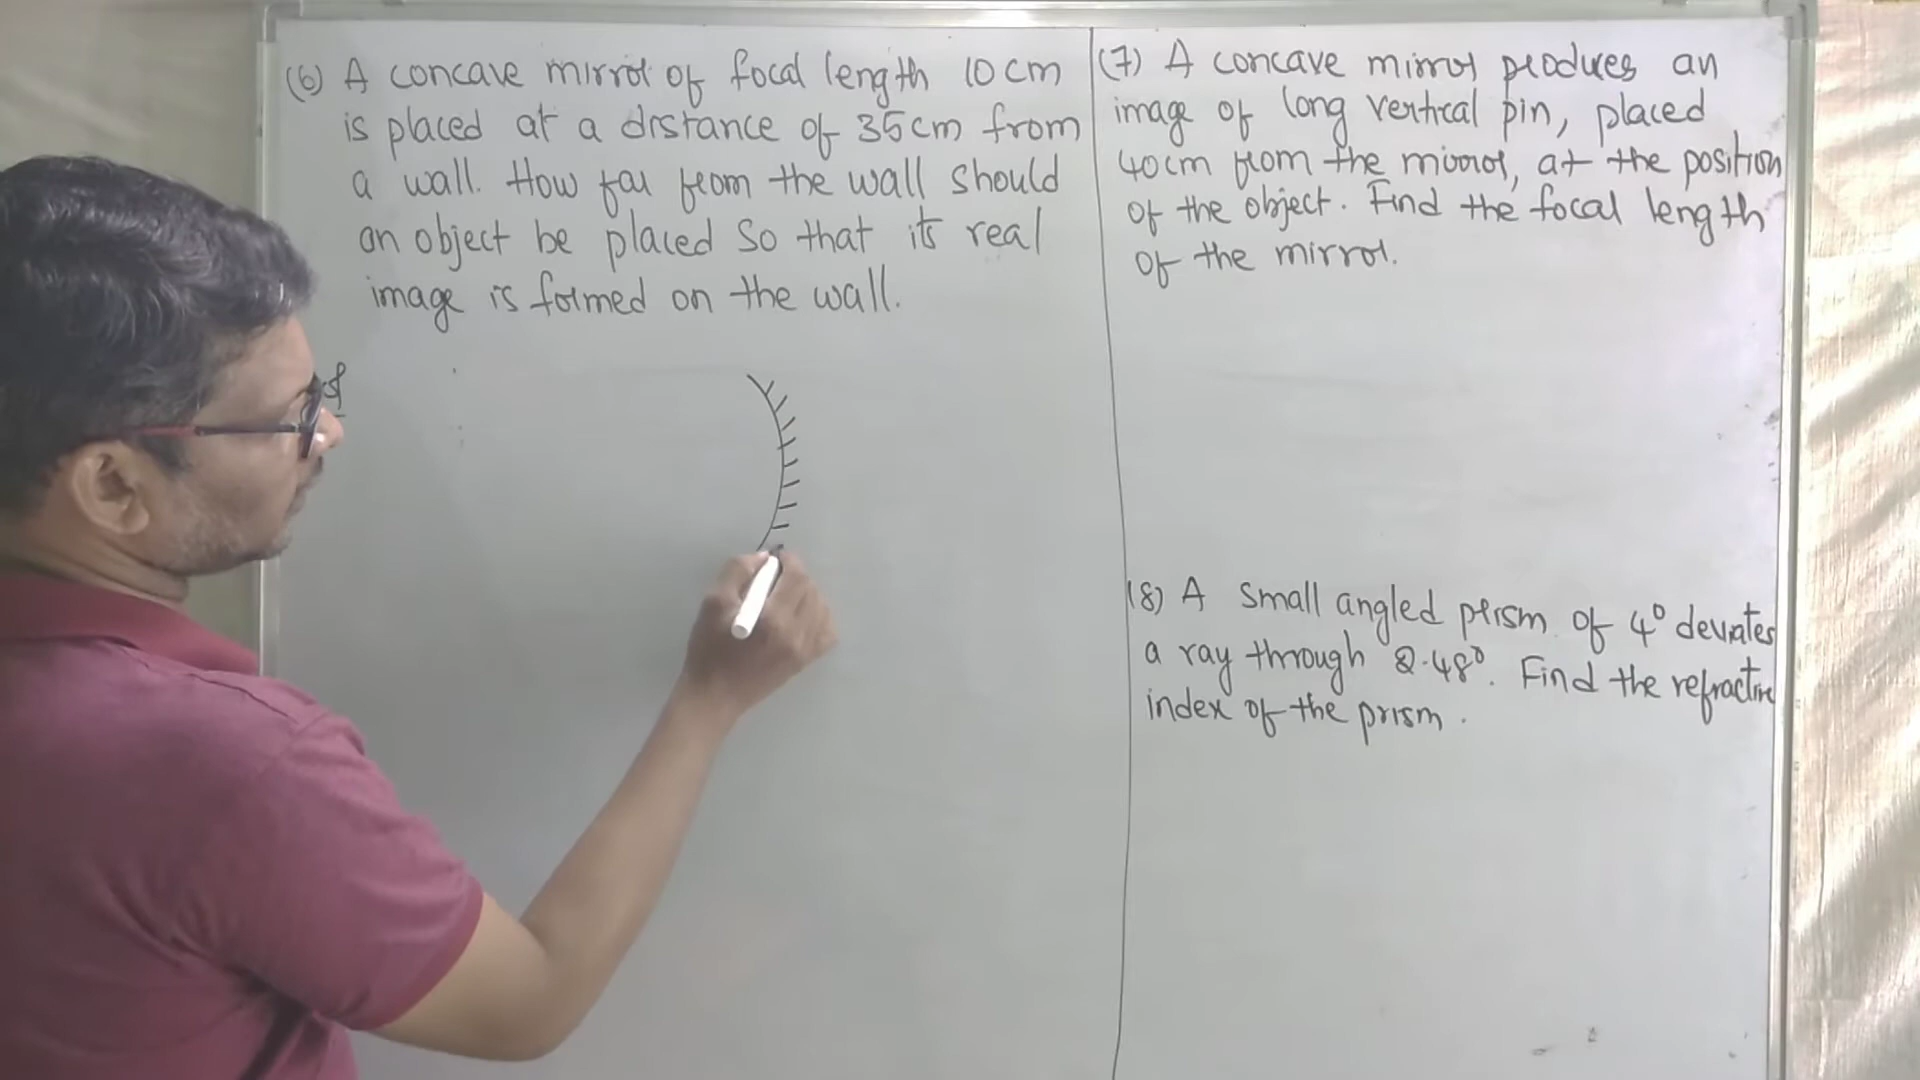 (6) A concave mirror of focal length 10 cm
is placed at a distance of 35 cm from
a wall. How far from the wall should
an object be placed so that its real
image is formed on the wall.
(7) A concave mirror produces an
image of long vertical pin, placed
40cm from the mirror, at the position
of the object. Find the focal length
of the mirror.
(8) A small angled prism of 4° deviates
a ray through 2.48°. Find the refractive
index of the prism.